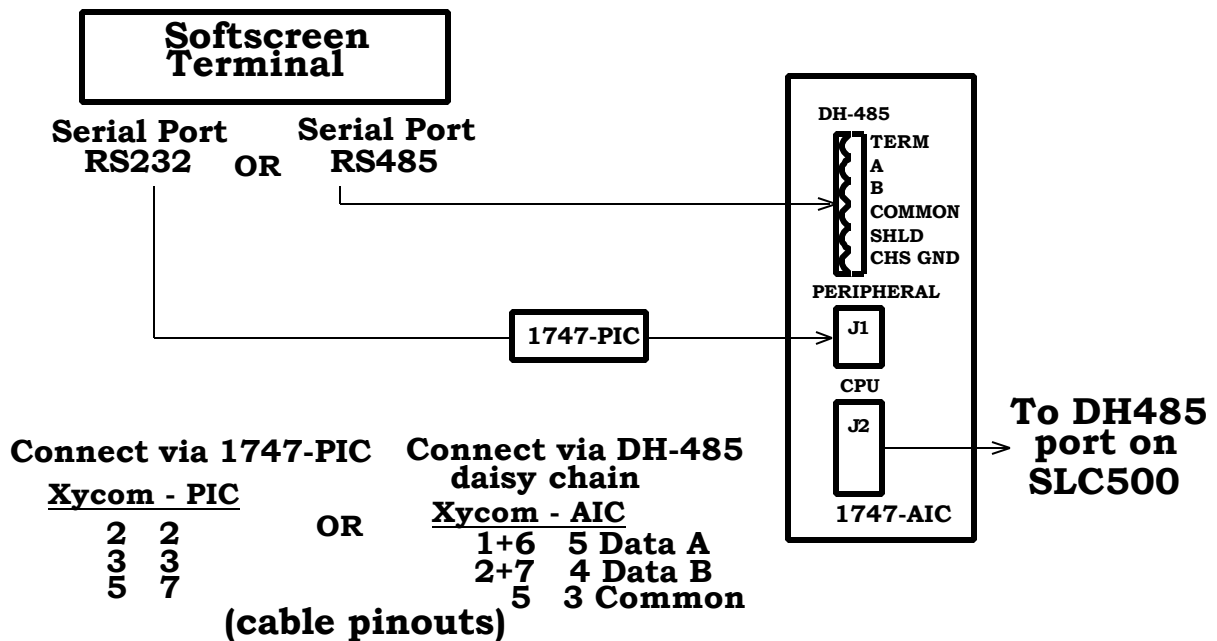 Softscreen
Terminal
Serial Port
RS232
OR
Serial Port
RS485
DH-485
TERM
A
B
COMMON
SHLD
CHS GND
PERIPHERAL
J1
1747-PIC
CPU
J2
1747-AIC
To DH485
port on
SLC500
Connect via 1747-PIC
Xycom - PIC
2 2
3 3
5 7
OR
Connect via DH-485
daisy chain
Xycom - AIC
1+6 5 Data A
2+7 4 Data B
5 3 Common
(cable pinouts)